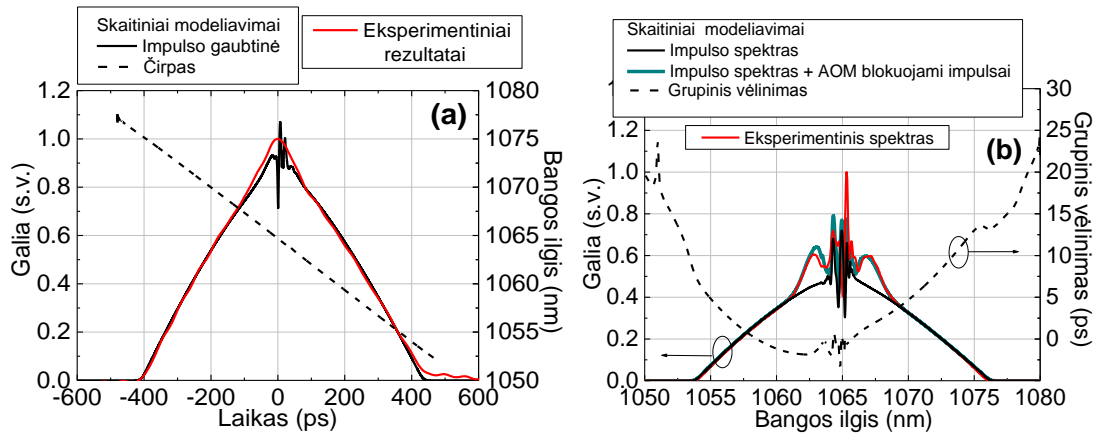 Skaitiniai modeliavimai
Impulso gaubtinė
Čirpas
Eksperimentiniai
rezultatai
(a)
1.2
1.0
0.8
0.6
0.4
0.2
0.0
Galia (s.v.)
-600
-400
-200
0
200
400
600
Laikas (ps)
1080
1075
1070
1065
1060
1055
1050
Bangos ilgis (nm)
Skaitiniai modeliavimai
Impulso spektras
Impulso spektras + AOM blokuojami impulsai
Grupinis vėlinimas
Eksperimentinis spektras
(b)
1.2
1.0
0.8
0.6
0.4
0.2
0.0
Galia (s.v.)
1050
1055
1060
1065
1070
1075
1080
Bangos ilgis (nm)
30
25
20
15
10
5
0
-5
Grupinis vėlinimas
(ps)